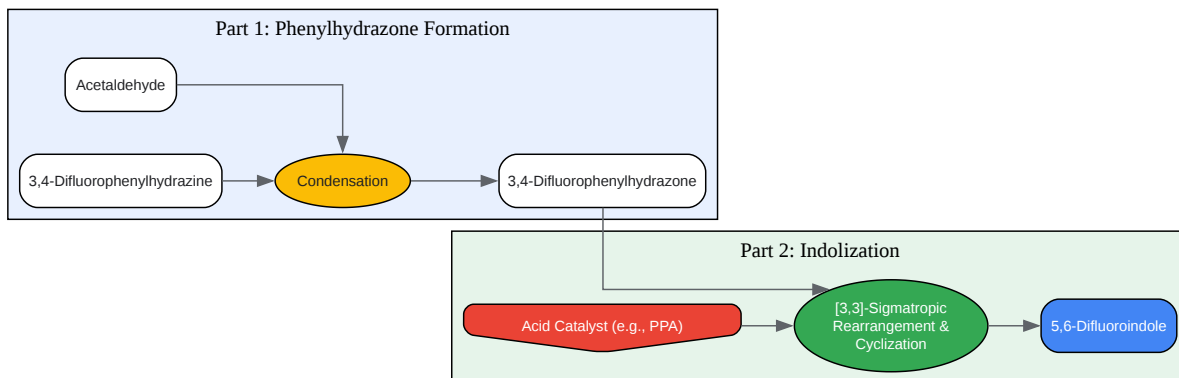 Part 1: Phenylhydrazone Formation
Acetaldehyde
3,4-Difluorophenylhydrazine
Condensation
3,4-Difluorophenylhydrazone
Part 2: Indolization
Acid Catalyst (e.g., PPA)
[3,3]-Sigmatropic
Rearrangement &
Cyclization
5,6-Difluoroindole